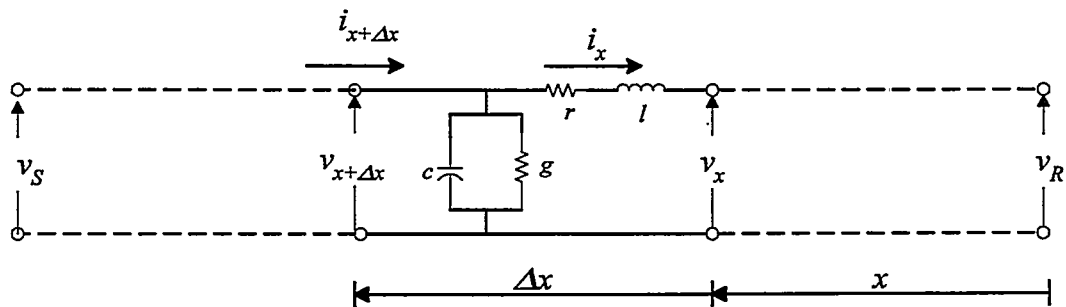 i_{x+Δx}
i_x
r
l
v_S
v_{x+Δx}
c
g
v_x
v_R
Δx
x